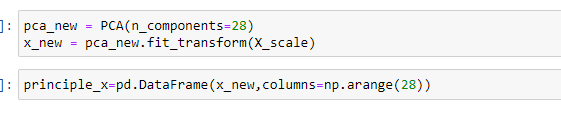 ]: pca_new = PCA(n_components=28)
x_new = pca_new.fit_transform(X_scale)
]: principle_x=pd.DataFrame(x_new,columns=np.arange(28))